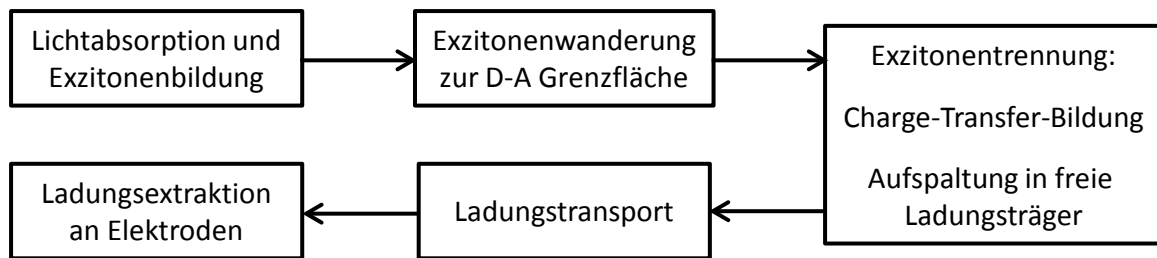 Lichtabsorption und
Exzitonenbildung
Exzitonenwanderung
zur D-A Grenzfläche
Exzitonentrennung:
Charge-Transfer-Bildung
Aufspaltung in freie
Ladungsträger
Ladungstransport
Ladungsextraktion
an Elektroden